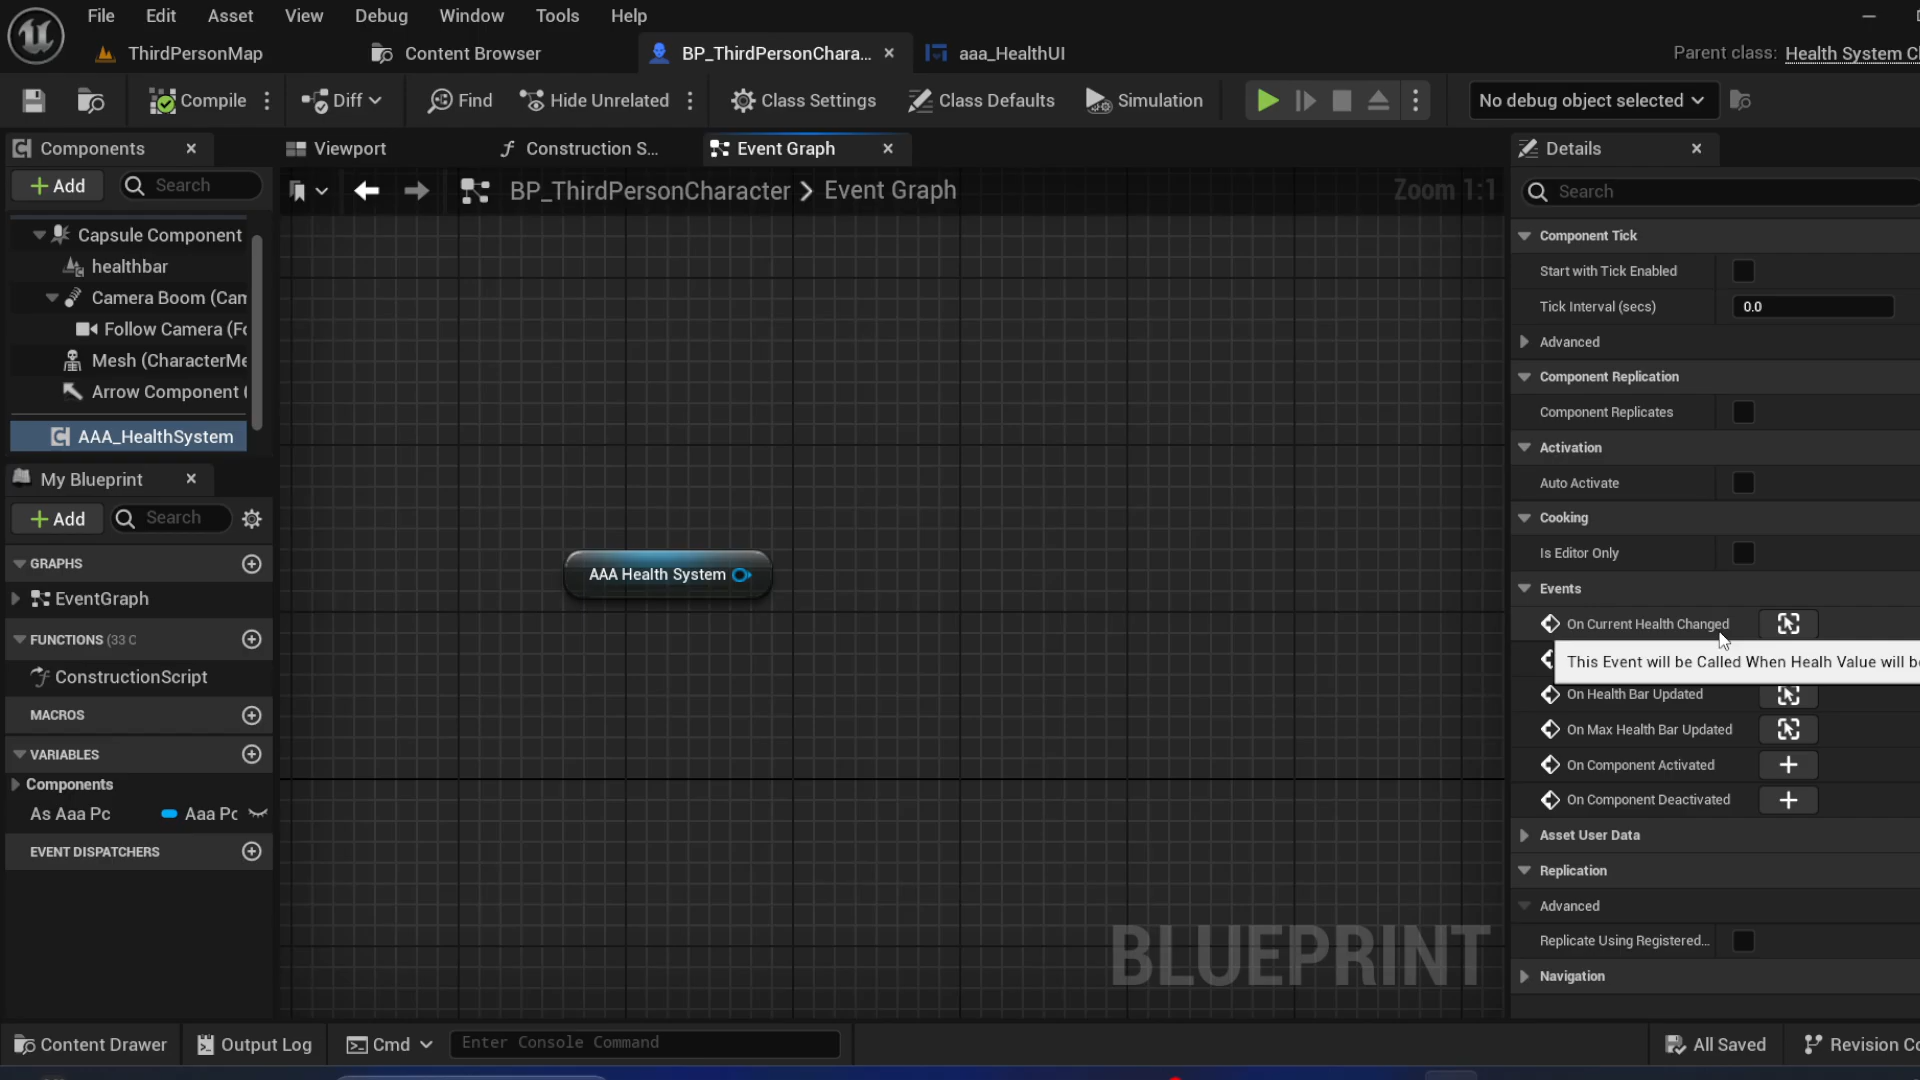 File Edit Asset View Debug Window Tools Help
ThirdPersonMap Content Browser BP_ThirdPersonChara... aaa_HealthUI Parent class: Health System
Compile Diff Find Hide Unrelated Class Settings Class Defaults Simulation No debug object selected
Components Viewport Construction S... Event Graph Details
Add Search BP_ThirdPersonCharacter > Event Graph Zoom 1:1 Search
Capsule Component
healthbar
Camera Boom (Cam
Follow Camera (Fo
Mesh (CharacterMe
Arrow Component (
AAA_HealthSystem
My Blueprint
Add Search
GRAPHS
EventGraph
FUNCTIONS (33 O
ConstructionScript
MACROS
VARIABLES
Components
As Aaa Pc Aaa Pc
EVENT DISPATCHERS
AAA Health System
BLUEPRINT
Component Tick
Start with Tick Enabled
Tick Interval (secs) 0.0
Advanced
Component Replication
Component Replicates
Activation
Auto Activate
Cooking
Is Editor Only
Events
On Current Health Changed
This Event will be Called When Healh Value will be
On Health Bar Updated
On Max Health Bar Updated
On Component Activated
On Component Deactivated
Asset User Data
Replication
Advanced
Replicate Using Registered...
Navigation
Content Drawer Output Log Cmd Enter Console Command All Saved Revision Co